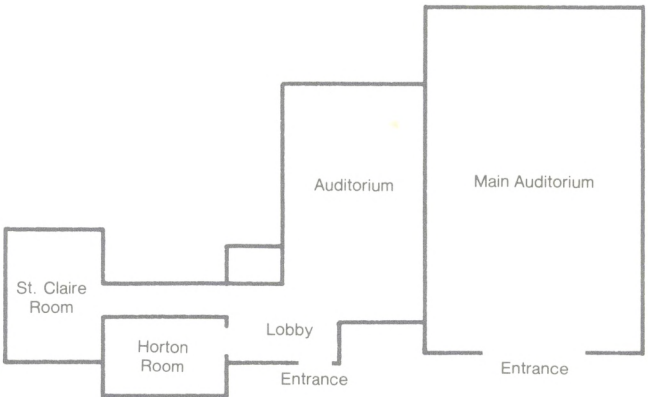 Auditorium
Main Auditorium
St. Claire
Room
Lobby
Horton
Room
Entrance
Entrance